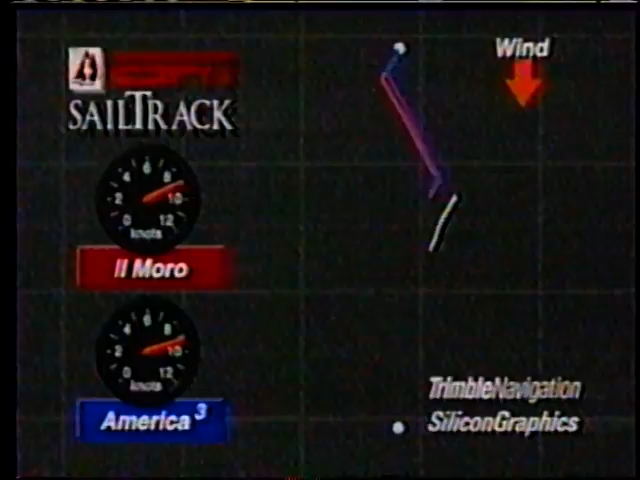 ESPN
SAILTRACK
Wind
0 2 4 6 8 10 12
knots
Il Moro
0 2 4 6 8 10 12
knots
America³
TrimbleNavigation
SiliconGraphics